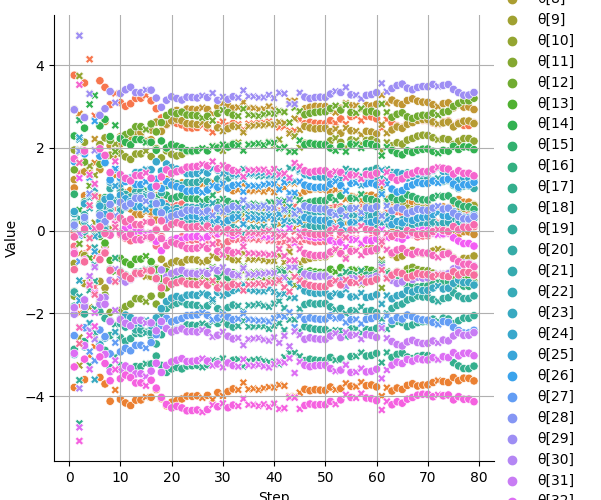 θ[8]
θ[9]
θ[10]
θ[11]
θ[12]
θ[13]
θ[14]
θ[15]
θ[16]
θ[17]
θ[18]
θ[19]
θ[20]
θ[21]
θ[22]
θ[23]
θ[24]
θ[25]
θ[26]
θ[27]
θ[28]
θ[29]
θ[30]
θ[31]
θ[32]
4
2
0
−2
−4
Value
0 10 20 30 40 50 60 70 80
Step